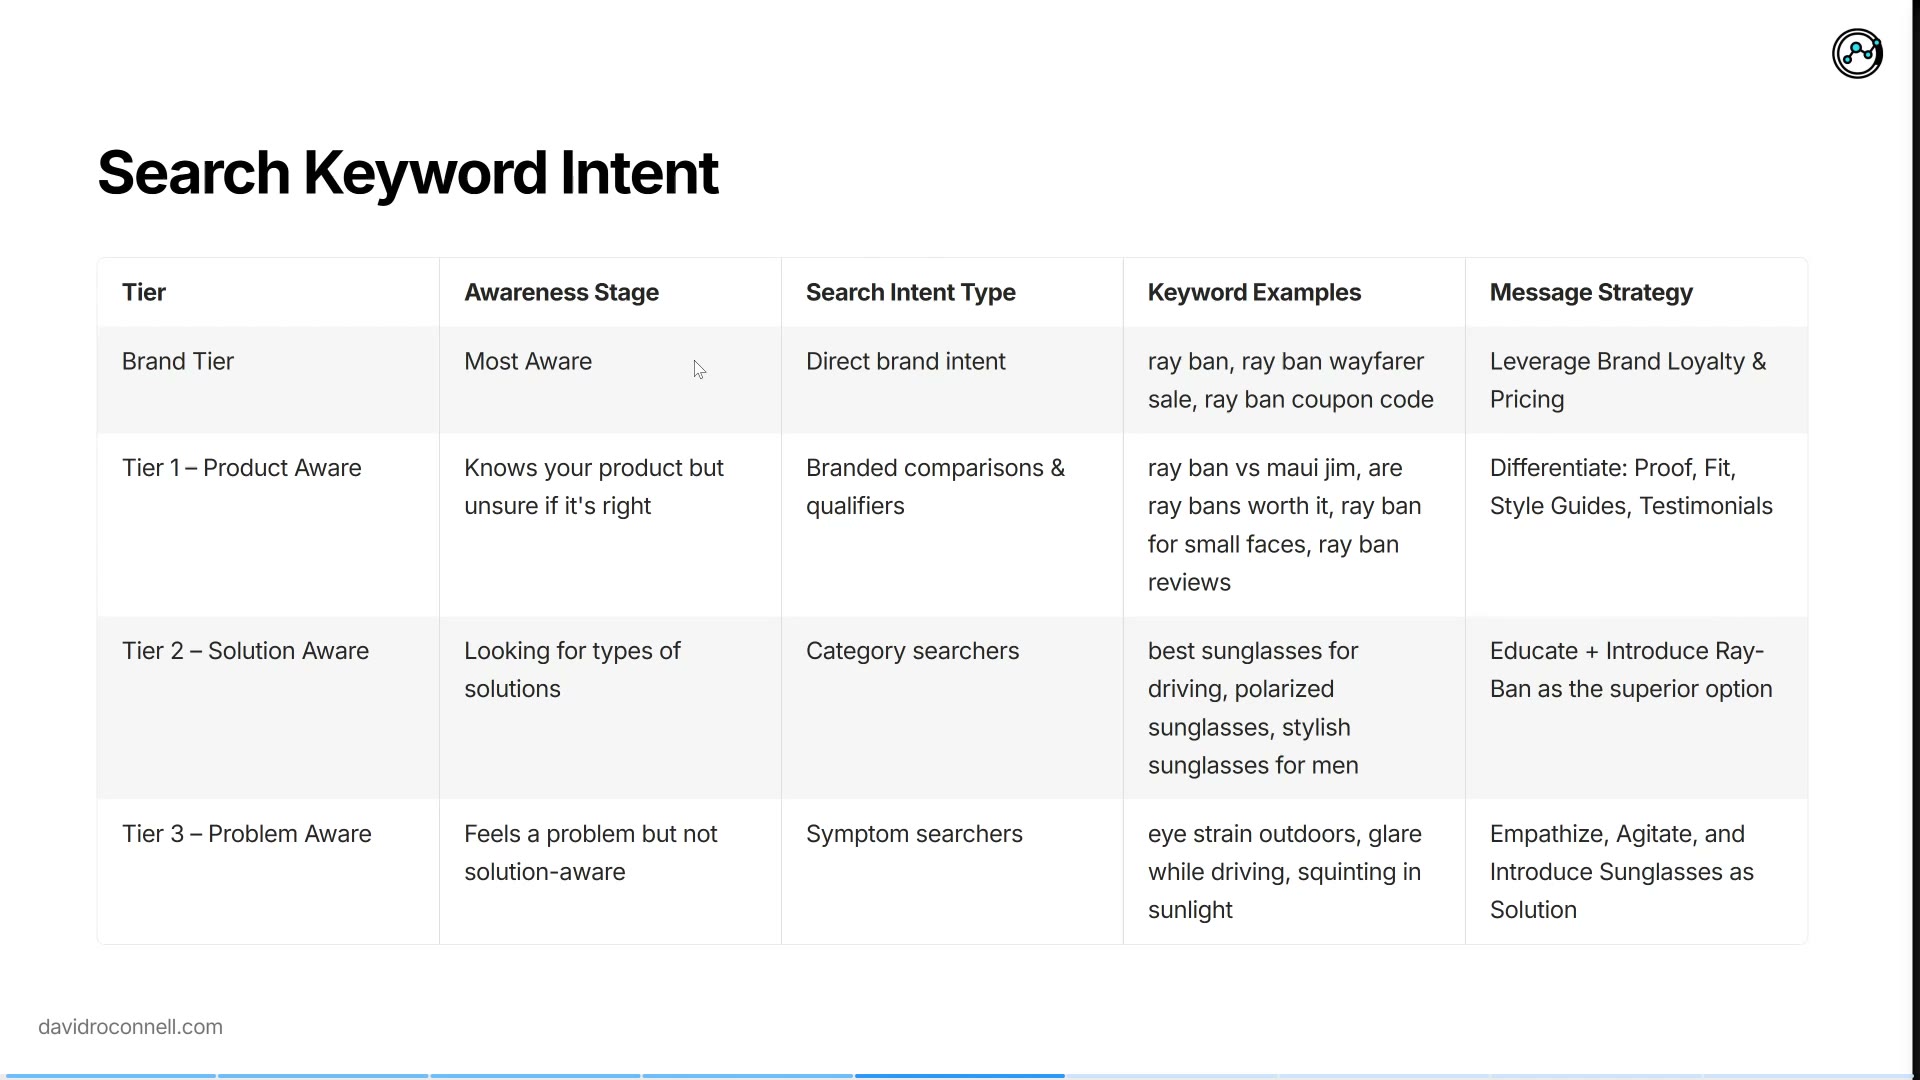 Search Keyword Intent
Tier
Awareness Stage
Search Intent Type
Keyword Examples
Message Strategy
Brand Tier
Most Aware
Direct brand intent
ray ban, ray ban wayfarer
sale, ray ban coupon code
Leverage Brand Loyalty &
Pricing
Tier 1 – Product Aware
Knows your product but
unsure if it's right
Branded comparisons &
qualifiers
ray ban vs maui jim, are
ray bans worth it, ray ban
for small faces, ray ban
reviews
Differentiate: Proof, Fit,
Style Guides, Testimonials
Tier 2 – Solution Aware
Looking for types of
solutions
Category searchers
best sunglasses for
driving, polarized
sunglasses, stylish
sunglasses for men
Educate + Introduce Ray-
Ban as the superior option
Tier 3 – Problem Aware
Feels a problem but not
solution-aware
Symptom searchers
eye strain outdoors, glare
while driving, squinting in
sunlight
Empathize, Agitate, and
Introduce Sunglasses as
Solution
davidroconnell.com